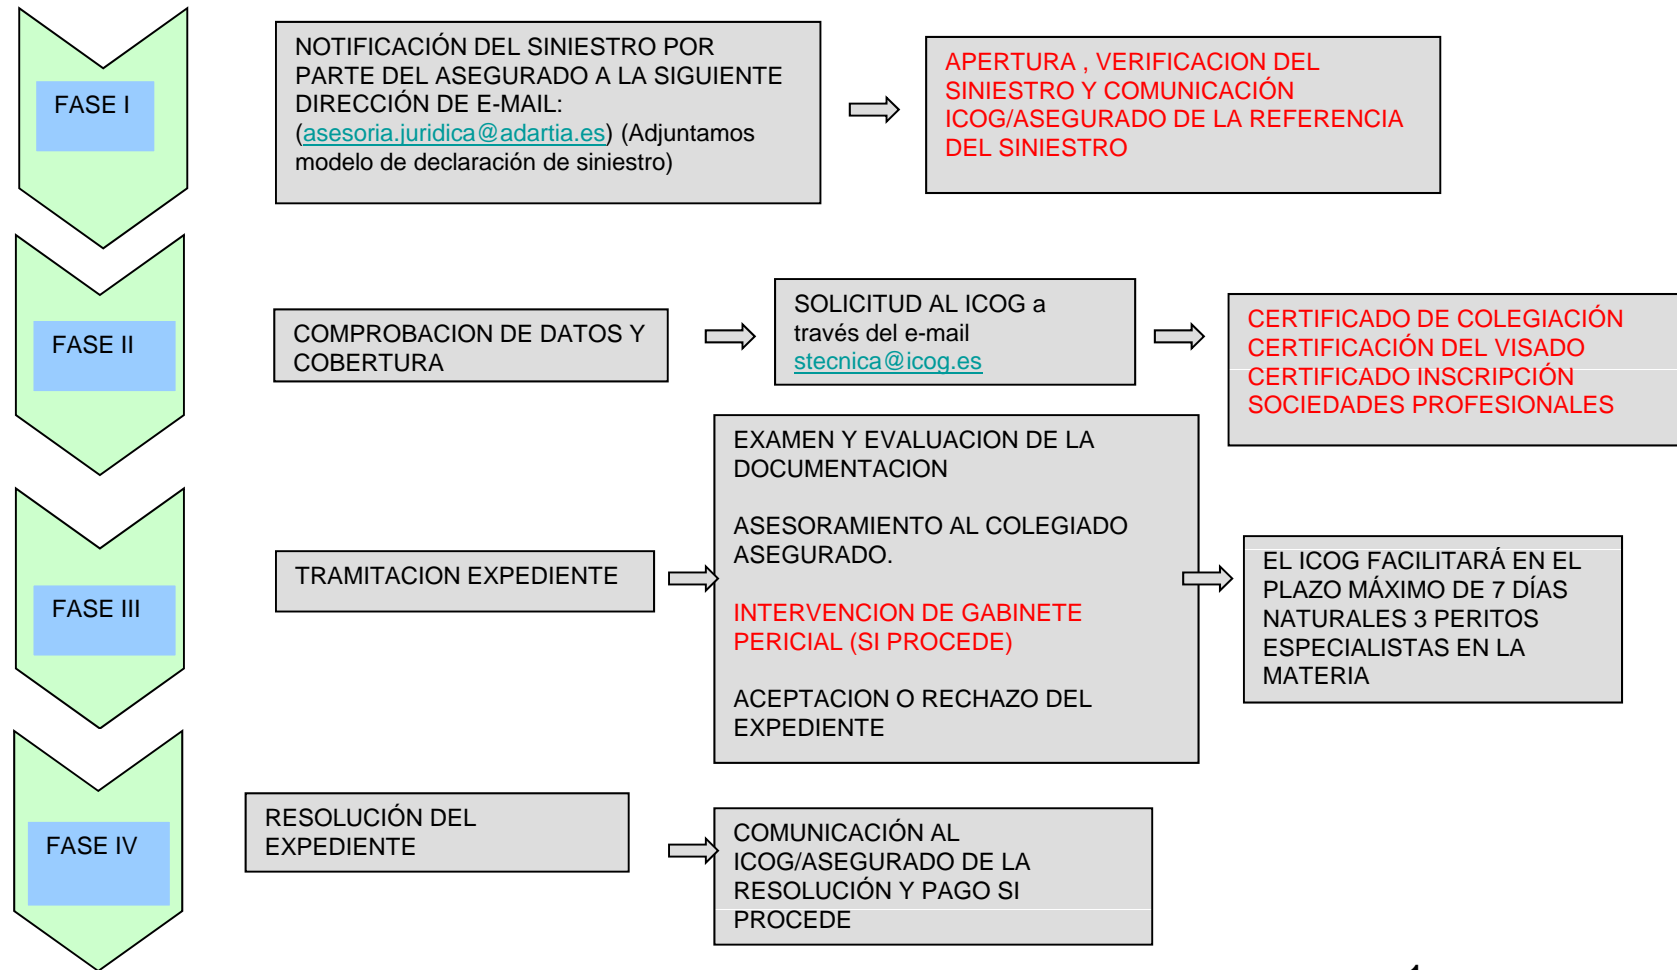 FASE I
NOTIFICACIÓN DEL SINIESTRO POR
PARTE DEL ASEGURADO A LA SIGUIENTE
DIRECCIÓN DE E-MAIL:
(asesoria.juridica@adartia.es) (Adjuntamos
modelo de declaración de siniestro)
APERTURA , VERIFICACION DEL
SINIESTRO Y COMUNICACIÓN
ICOG/ASEGURADO DE LA REFERENCIA
DEL SINIESTRO
FASE II
COMPROBACION DE DATOS Y
COBERTURA
SOLICITUD AL ICOG a
través del e-mail
stecnica@icog.es
CERTIFICADO DE COLEGIACIÓN
CERTIFICACIÓN DEL VISADO
CERTIFICADO INSCRIPCIÓN
SOCIEDADES PROFESIONALES
FASE III
TRAMITACION EXPEDIENTE
EXAMEN Y EVALUACION DE LA
DOCUMENTACION
ASESORAMIENTO AL COLEGIADO
ASEGURADO.
INTERVENCION DE GABINETE
PERICIAL (SI PROCEDE)
ACEPTACION O RECHAZO DEL
EXPEDIENTE
EL ICOG FACILITARÁ EN EL
PLAZO MÁXIMO DE 7 DÍAS
NATURALES 3 PERITOS
ESPECIALISTAS EN LA
MATERIA
FASE IV
RESOLUCIÓN DEL
EXPEDIENTE
COMUNICACIÓN AL
ICOG/ASEGURADO DE LA
RESOLUCIÓN Y PAGO SI
PROCEDE